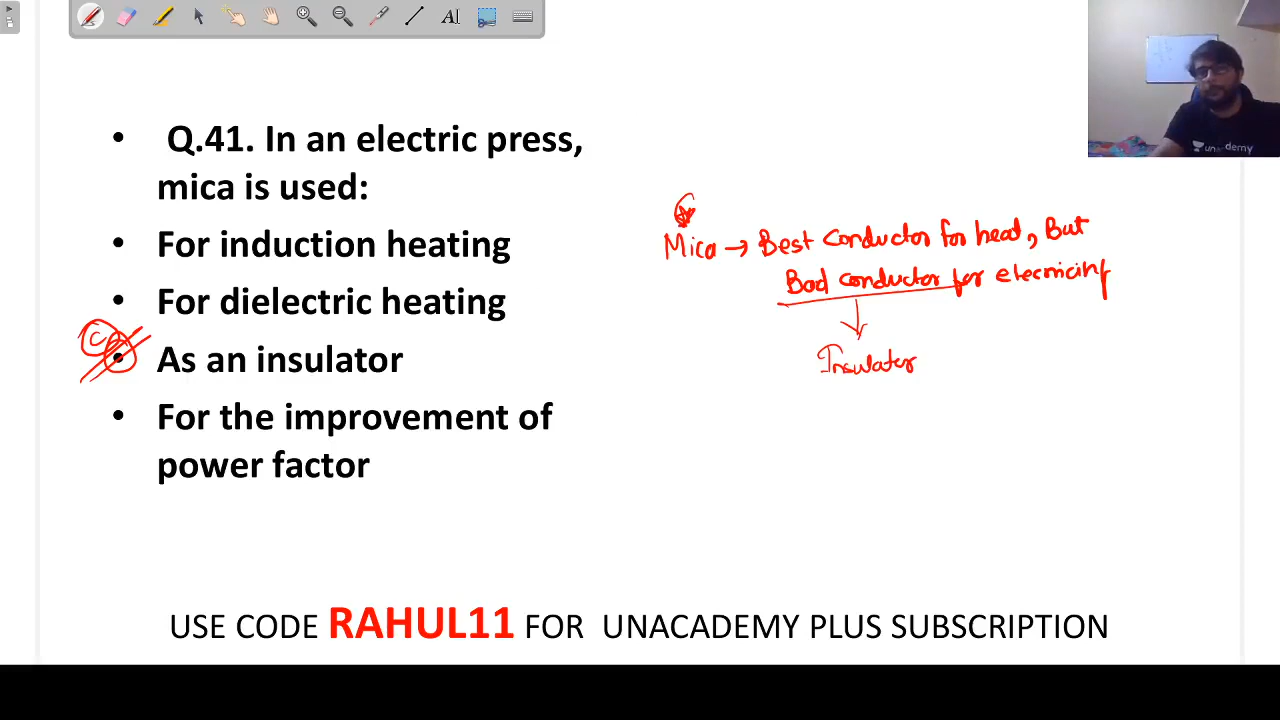 Q.41. In an electric press,
mica is used:
For induction heating
For dielectric heating
C
As an insulator
For the improvement of
power factor
Mica → Best Conductor for heat, But
Bad conductor for
Insulator
unacademy
USE CODE RAHUL11 FOR UNACADEMY PLUS SUBSCRIPTION